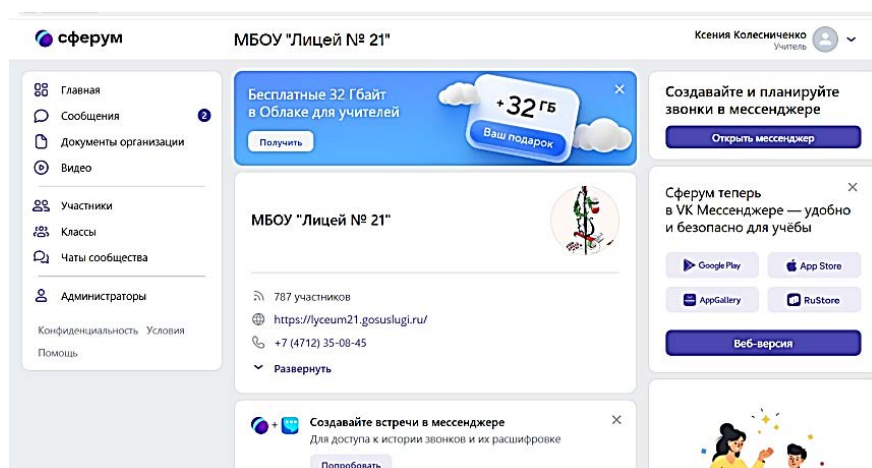 сферум
МБОУ "Лицей № 21"
Ксения Колесниченко
Учитель
Главная
Сообщения 2
Документы организации
Видео
Участники
Классы
Чаты сообщества
Администраторы
Конфиденциальность Условия
Помощь
Бесплатные 32 Гбайт
в Облаке для учителей
Получить
+32 ГБ
Ваш подарок
МБОУ "Лицей № 21"
787 участников
https://lyceum21.gosuslugi.ru/
+7 (4712) 35-08-45
Развернуть
Создавайте встречи в мессенджере
Для доступа к истории звонков и их расшифровке
Попробовать
Создавайте и планируйте
звонки в мессенджере
Открыть мессенджер
Сферум теперь
в VK Мессенджере — удобно
и безопасно для учёбы
Google Play
App Store
AppGallery
RuStore
Веб-версия